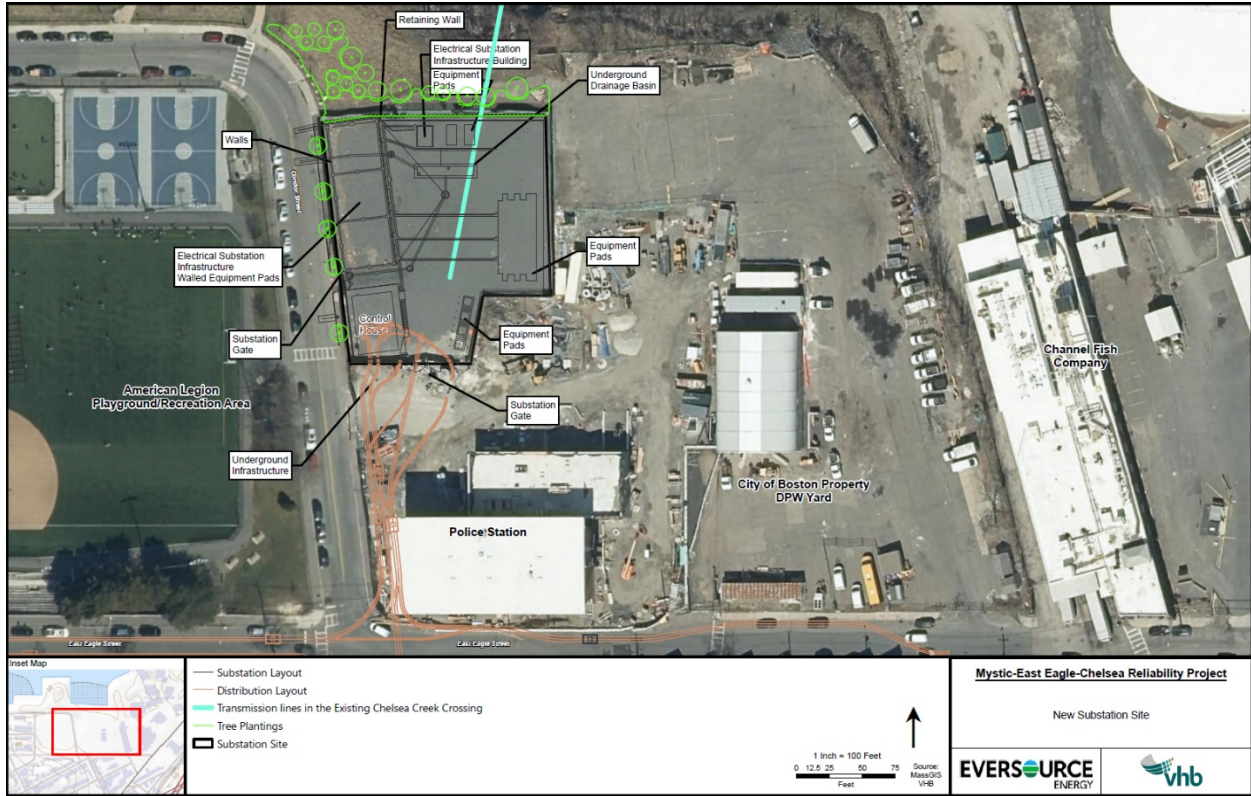 Retaining Wall
Electrical Substation
Infrastructure Building
Equipment
Pads
Underground
Drainage Basin
Walls
Condor Street
Electrical Substation
Infrastructure
Walled Equipment Pads
Equipment
Pads
Control
House
Substation
Gate
Equipment
Pads
Channel Fish
Company
American Legion
Playground/Recreation Area
Substation
Gate
Underground
Infrastructure
City of Boston Property
DPW Yard
Police Station
East Eagle Street
East Eagle Street
Inset Map
Substation Layout
Distribution Layout
Transmission lines in the Existing Chelsea Creek Crossing
Tree Plantings
Substation Site
1 Inch = 100 Feet
0 12.5 25 50 75
Feet
Source:
MassGIS
VHB
Mystic-East Eagle-Chelsea Reliability Project
New Substation Site
EVERSOURCE
ENERGY
vhb